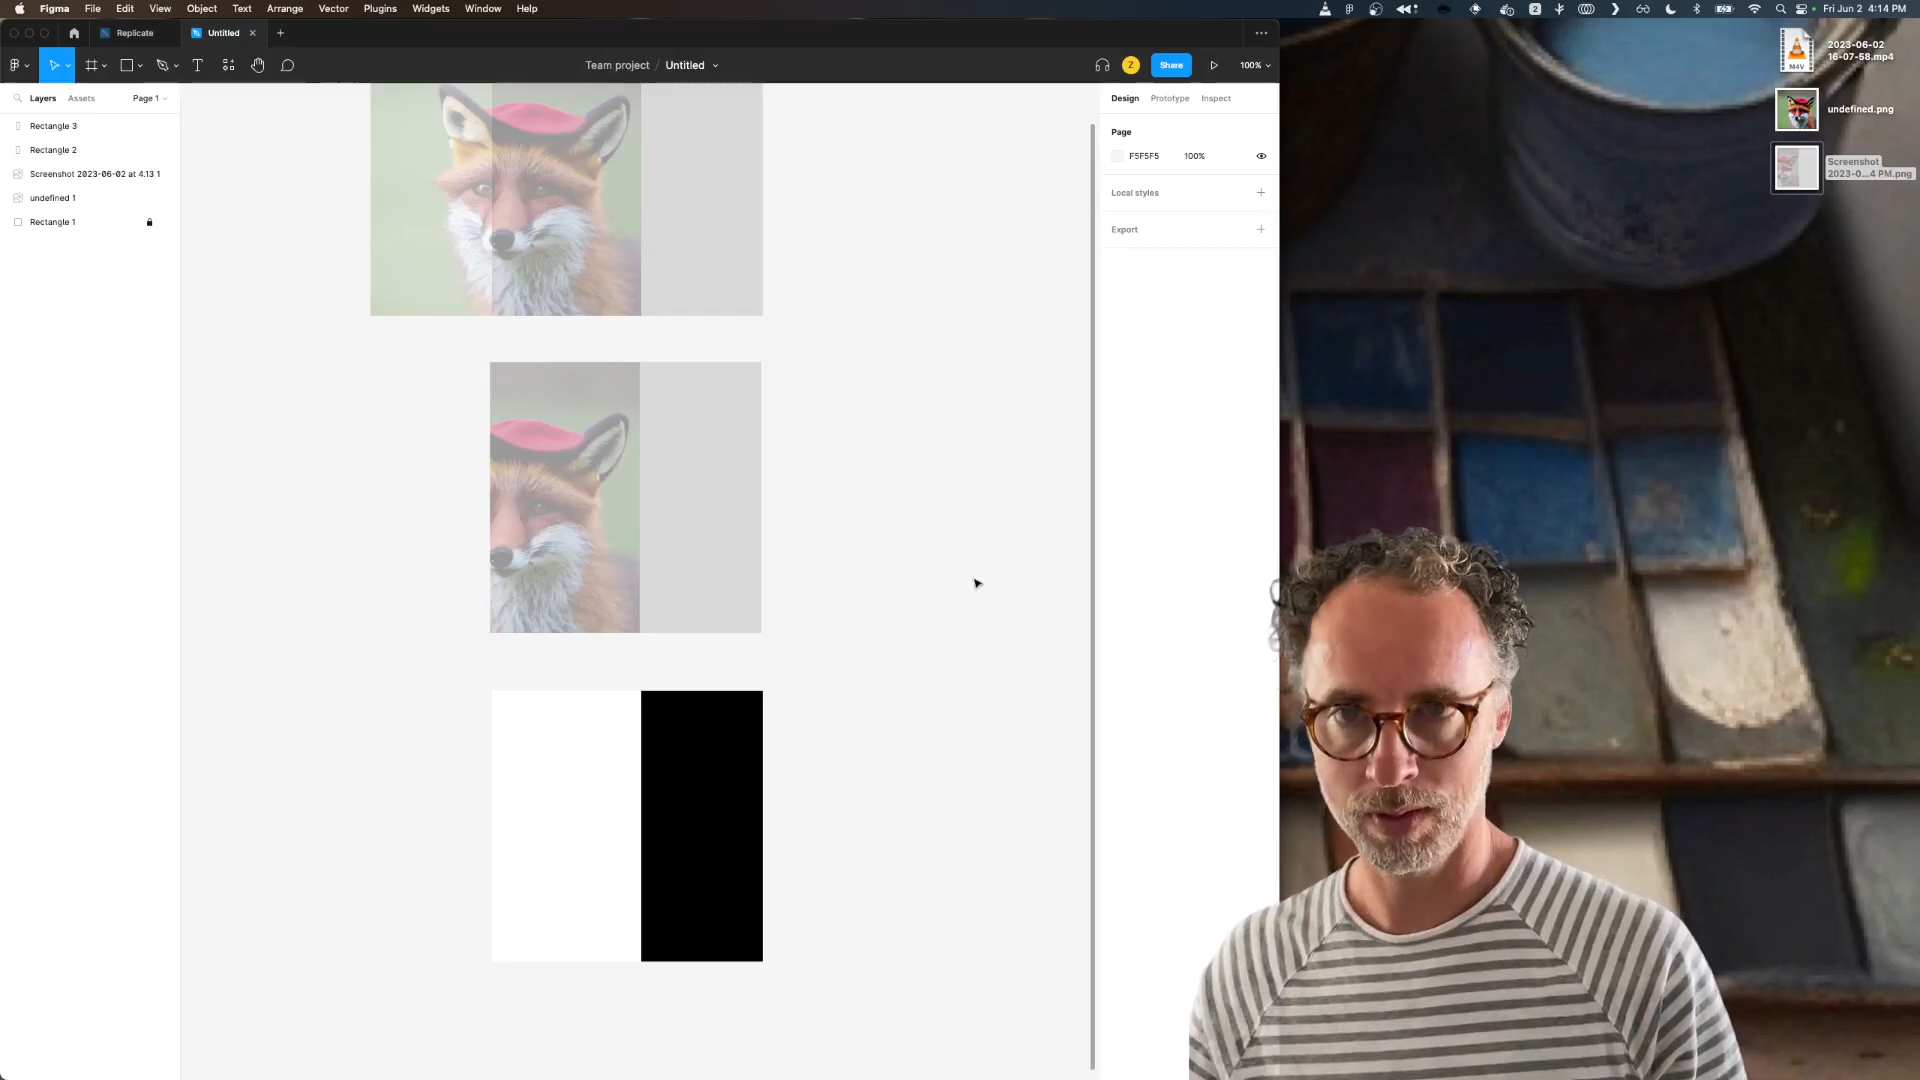 Figma File Edit View Object Text Arrange Vector Plugins Widgets Window Help
2
Fri Jun 2 4:14 PM
Replicate
Untitled
Team project / Untitled
Z
Share
100%
Layers
Assets
Page 1
Rectangle 3
Rectangle 2
Screenshot 2023-06-02 at 4.13 1
undefined 1
Rectangle 1
Design
Prototype
Inspect
Page
F5F5F5
100%
Local styles
Export
M4V
2023-06-02
16-07-58.mp4
undefined.png
Screenshot
2023-0...4 PM.png